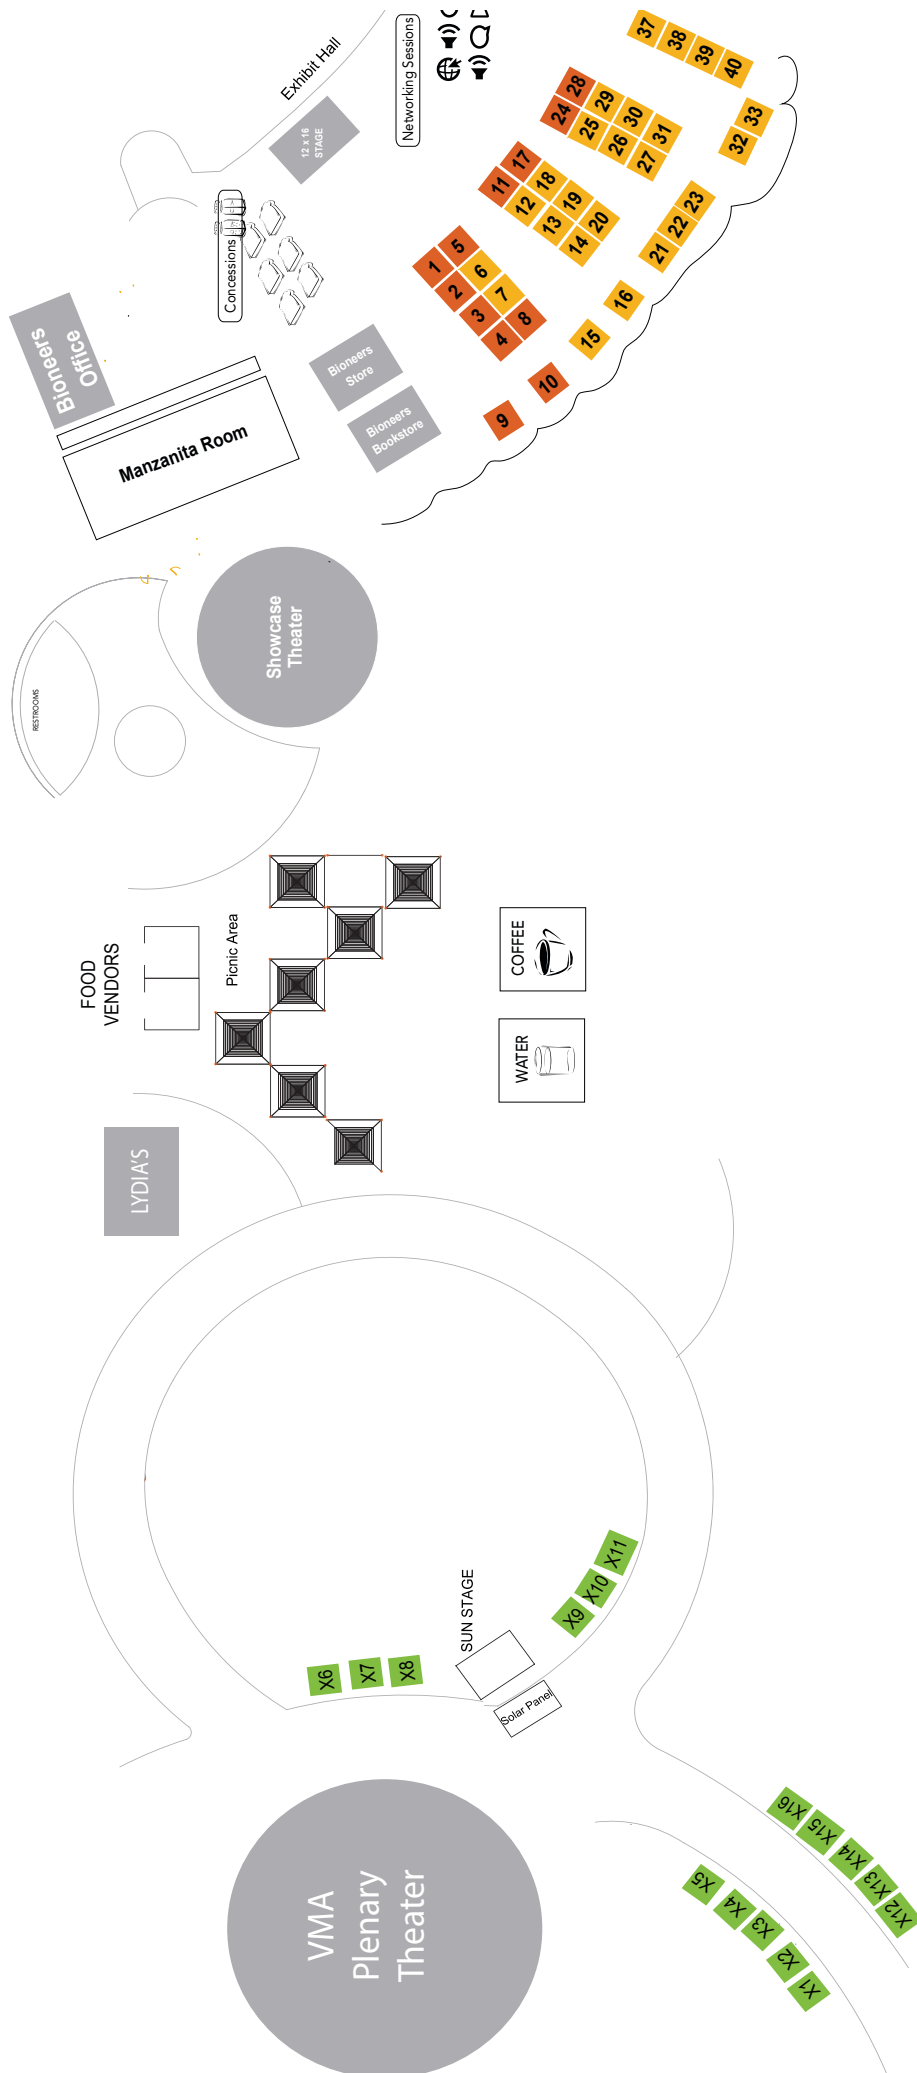 37
38
39
40
Exhibit Hall
Networking Sessions
12 x 16
STAGE
28
29
30
31
24
25
26
27
33
32
17
18
19
20
11
12
13
14
23
22
21
Concessions
5
6
7
8
1
2
3
4
16
15
10
9
Bioneers
Office
Bioneers
Store
Bioneers
Bookstore
Manzanita Room
Showcase
Theater
RESTROOMS
FOOD
VENDORS
Picnic Area
COFFEE
WATER
LYDIA'S
SUN STAGE
X11
X10
X9
X6
X7
X8
Solar Panel
VMA
Plenary
Theater
X16
X15
X14
X13
X12
X5
X4
X3
X2
X1